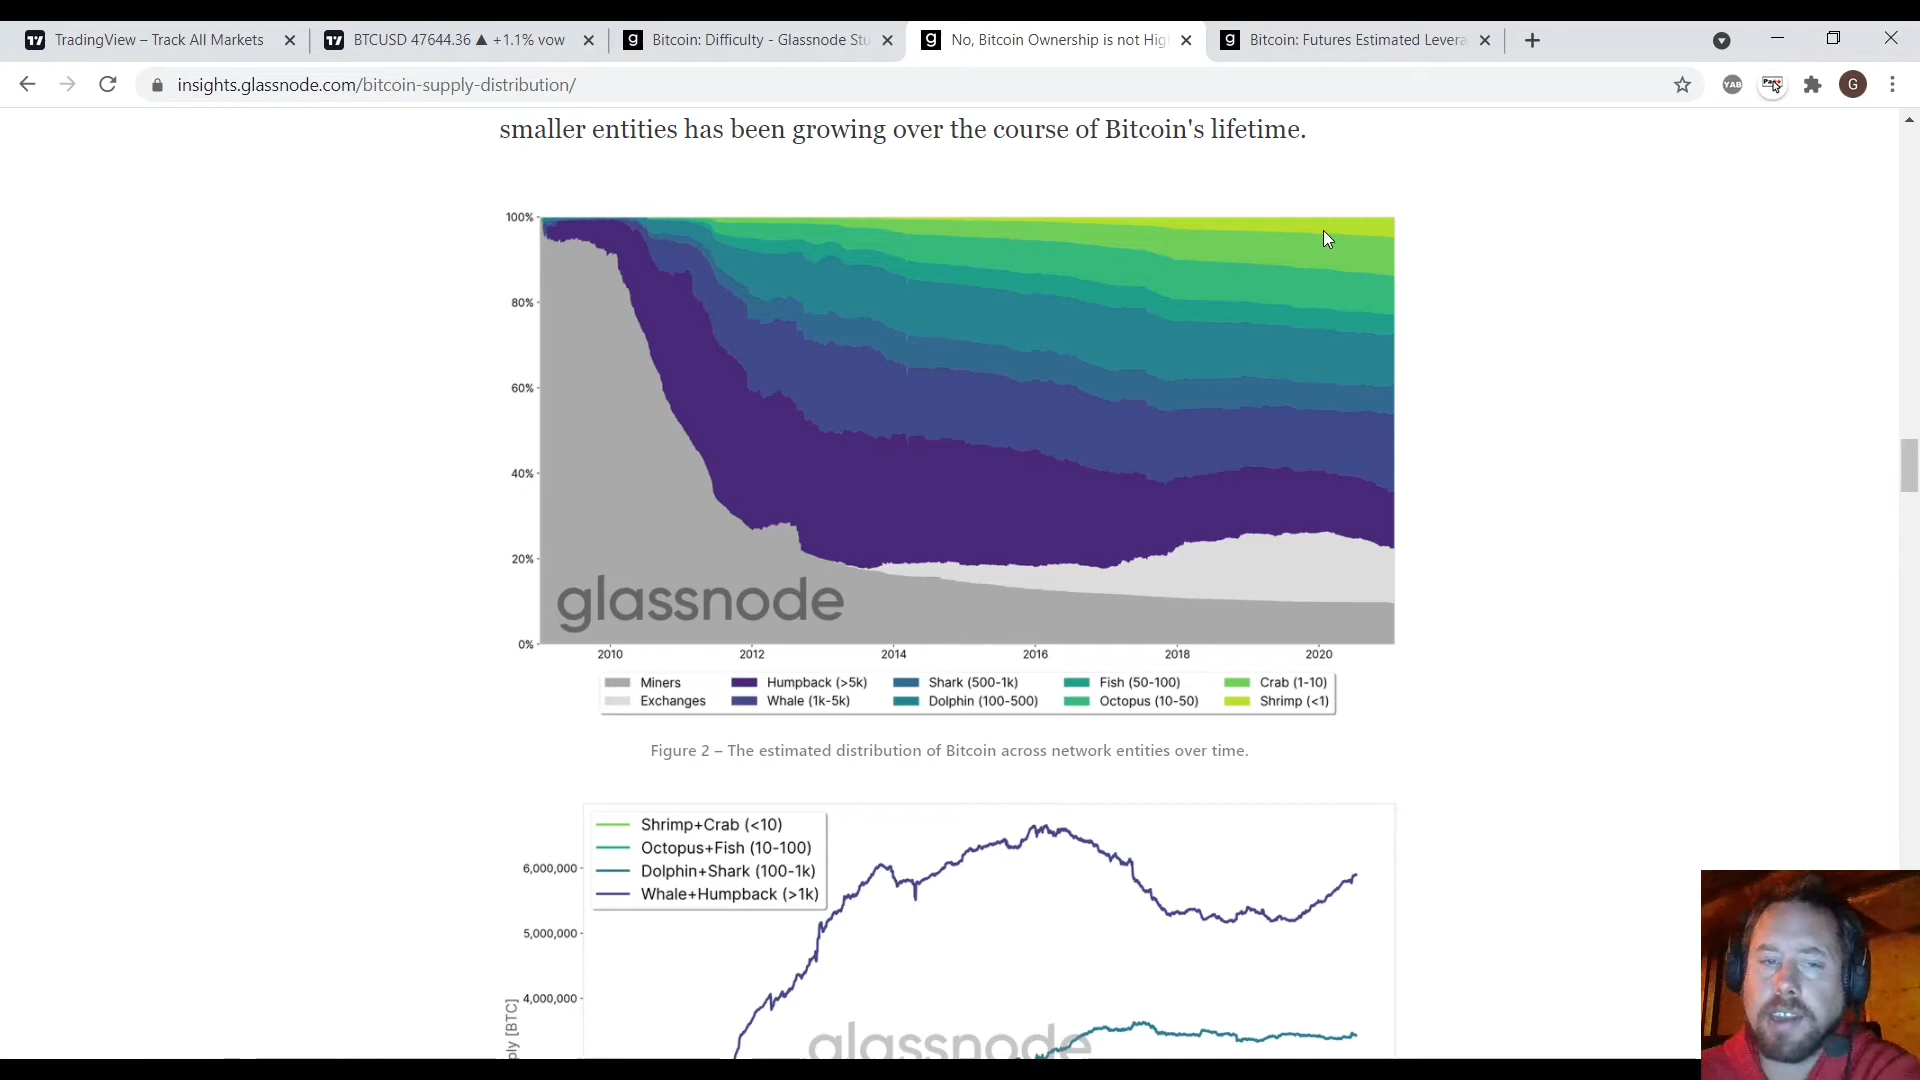 TradingView – Track All Markets
BTCUSD 47644.36 ▲ +1.1% vow
Bitcoin: Difficulty - Glassnode Stu
No, Bitcoin Ownership is not Hig
Bitcoin: Futures Estimated Levera
insights.glassnode.com/bitcoin-supply-distribution/
YAB
G
smaller entities has been growing over the course of Bitcoin's lifetime.
100%
80%
60%
40%
20%
0%
glassnode
2010 2012 2014 2016 2018 2020
Miners Humpback (>5k) Shark (500-1k) Fish (50-100) Crab (1-10)
Exchanges Whale (1k-5k) Dolphin (100-500) Octopus (10-50) Shrimp (<1)
Figure 2 – The estimated distribution of Bitcoin across network entities over time.
Shrimp+Crab (<10)
Octopus+Fish (10-100)
Dolphin+Shark (100-1k)
Whale+Humpback (>1k)
6,000,000
5,000,000
4,000,000
ply [BTC]
glassnode